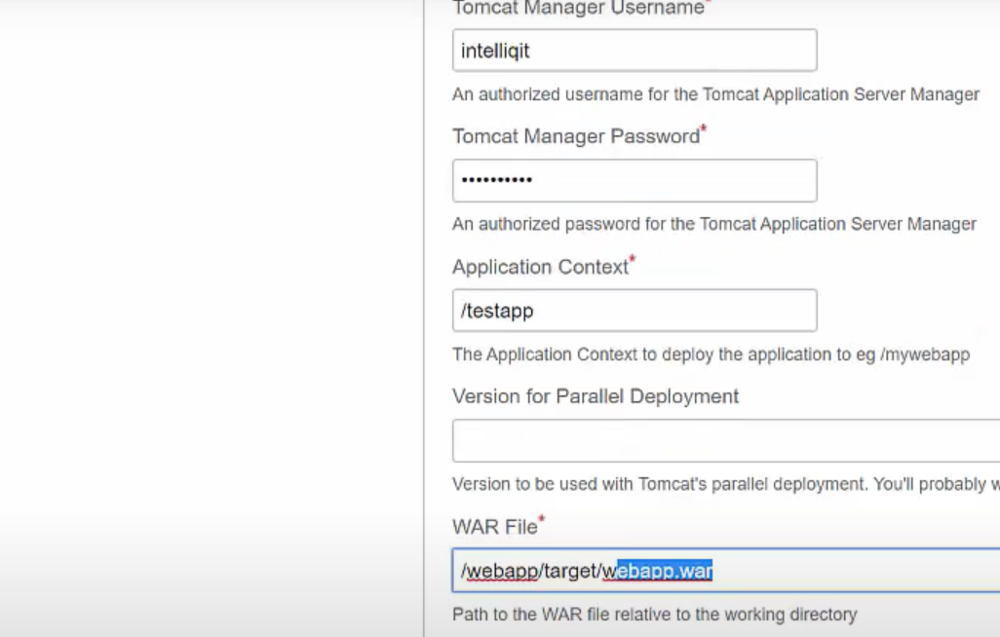 Tomcat Manager Username*
intelliqit
An authorized username for the Tomcat Application Server Manager
Tomcat Manager Password*
••••••••••
An authorized password for the Tomcat Application Server Manager
Application Context*
/testapp
The Application Context to deploy the application to eg /mywebapp
Version for Parallel Deployment
Version to be used with Tomcat's parallel deployment. You'll probably w
WAR File*
/webapp/target/webapp.war
Path to the WAR file relative to the working directory